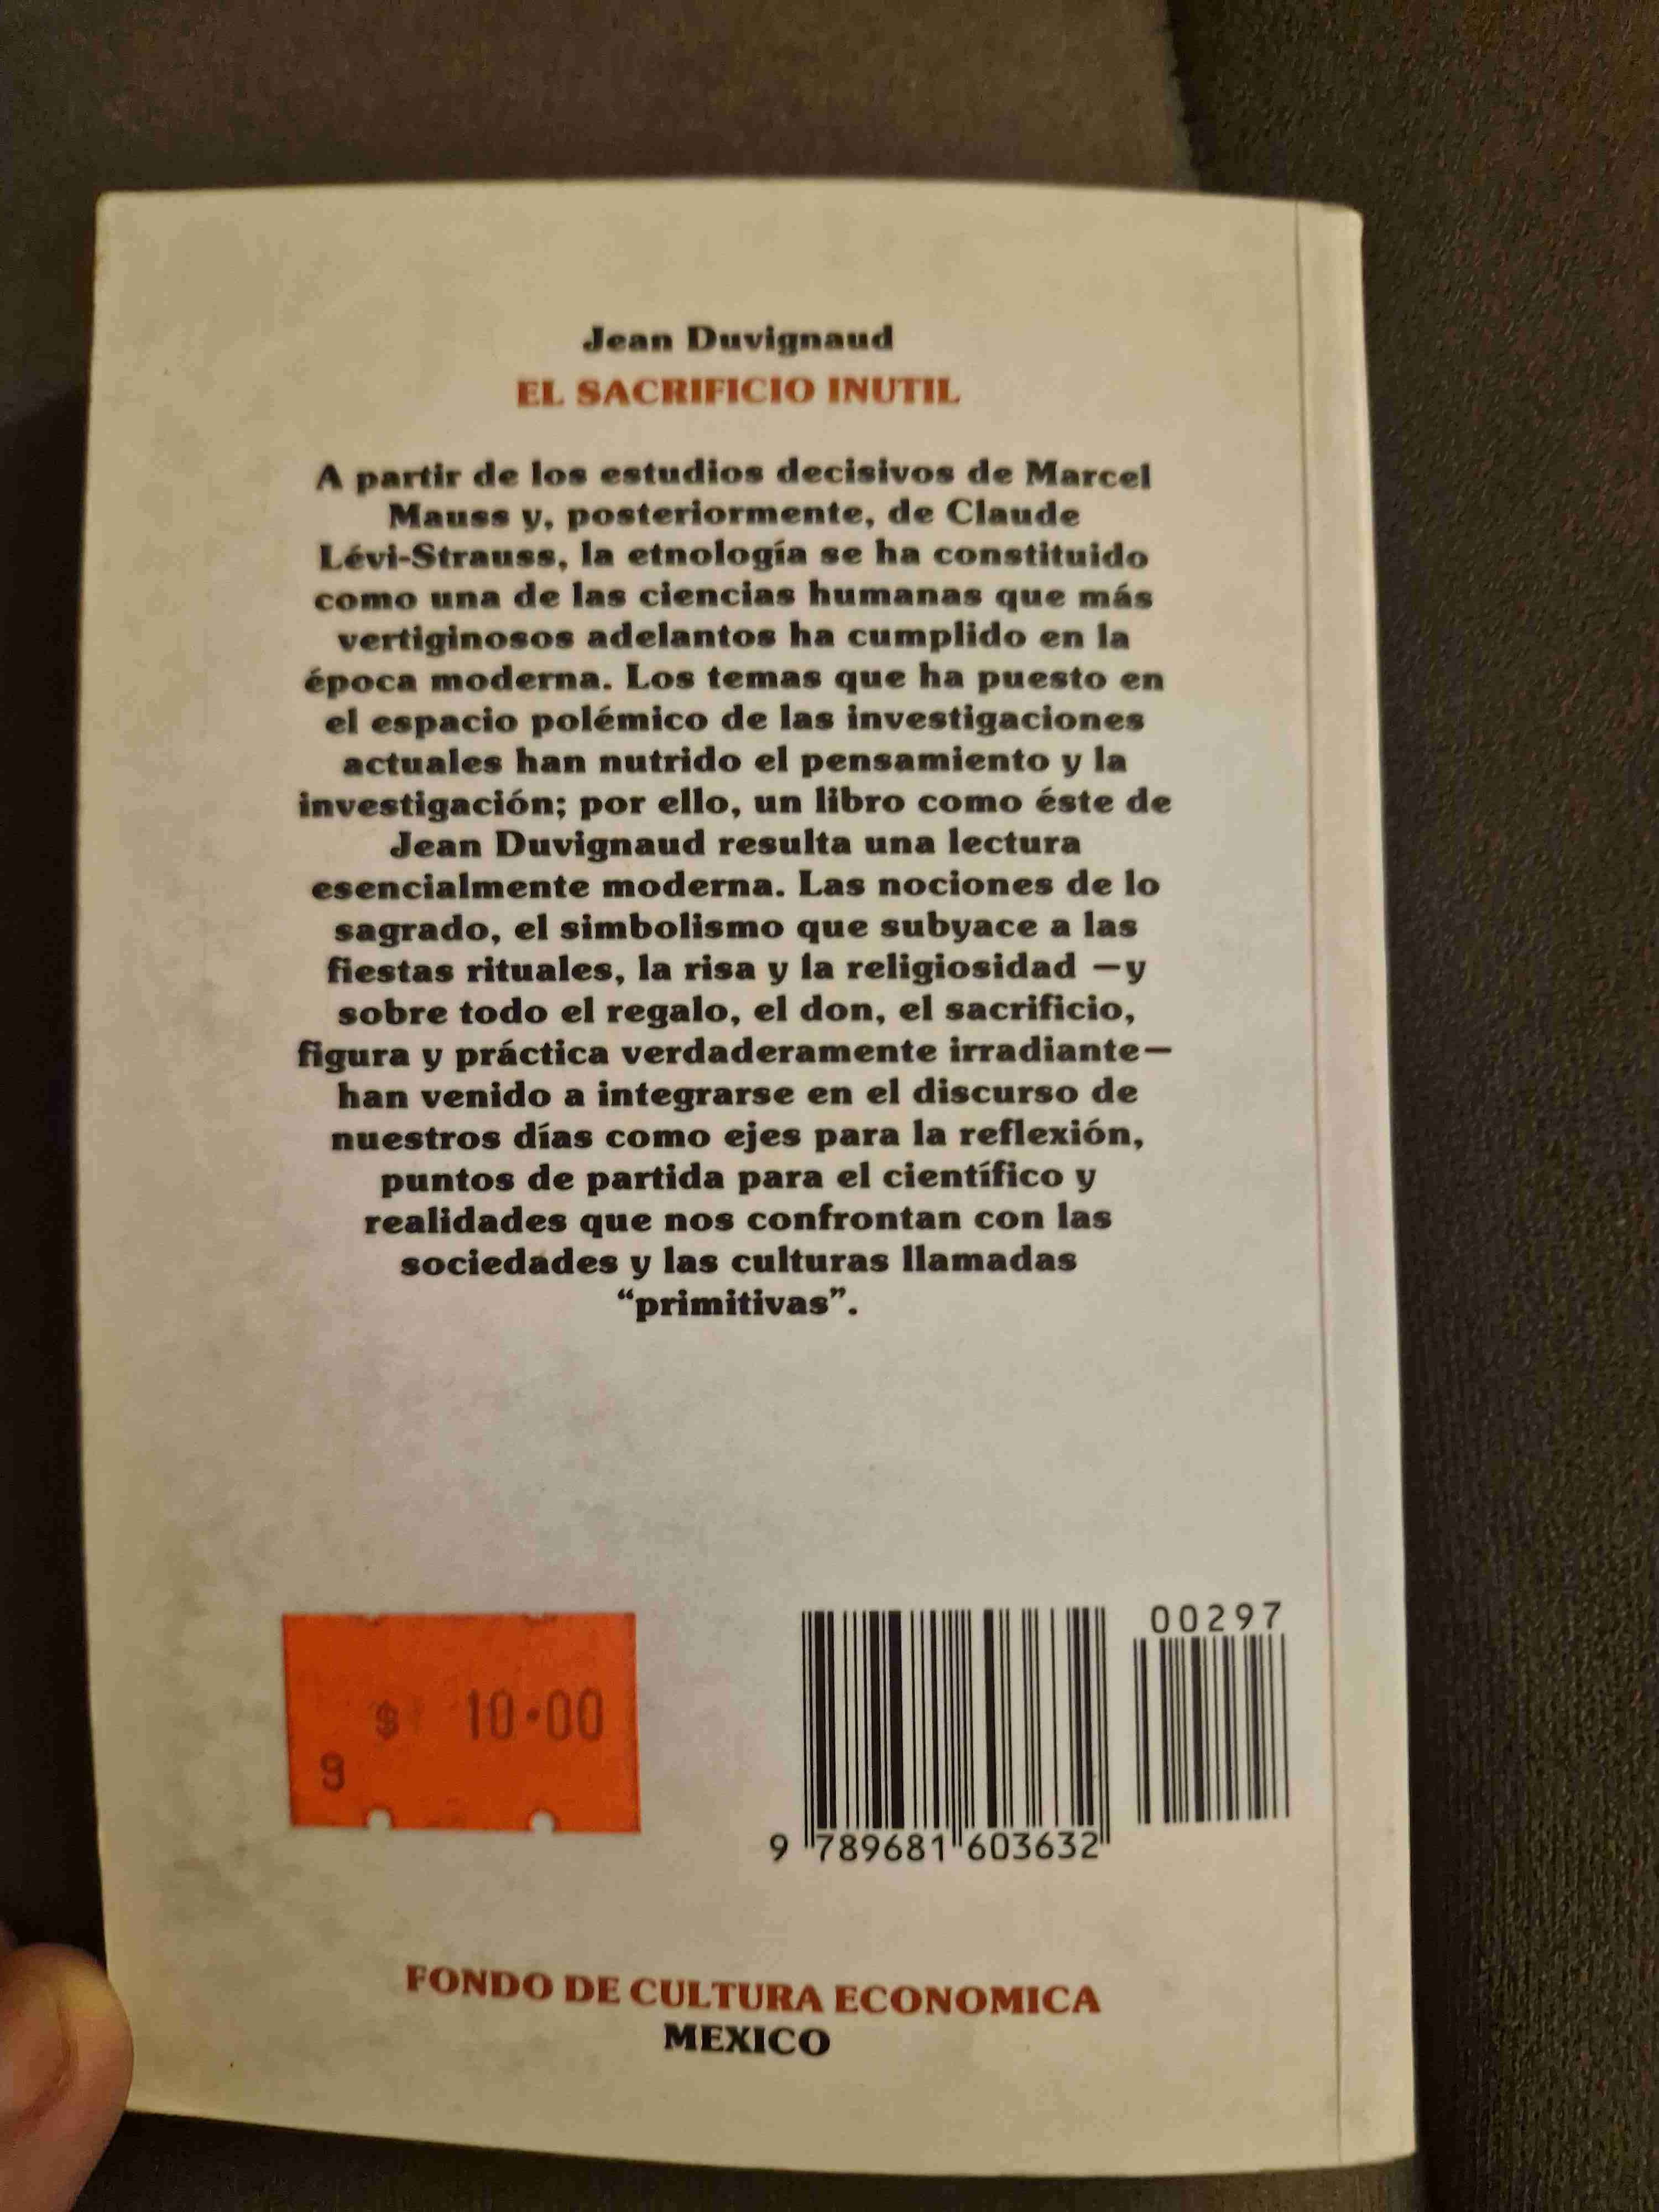 Jean Duvignaud
EL SACRIFICIO INUTIL
A partir de los estudios decisivos de Marcel
Mauss y, posteriormente, de Claude
Lévi-Strauss, la etnología se ha constituido
como una de las ciencias humanas que más
vertiginosos adelantos ha cumplido en la
época moderna. Los temas que ha puesto en
el espacio polémico de las investigaciones
actuales han nutrido el pensamiento y la
investigación; por ello, un libro como éste de
Jean Duvignaud resulta una lectura
esencialmente moderna. Las nociones de lo
sagrado, el simbolismo que subyace a las
fiestas rituales, la risa y la religiosidad —y
sobre todo el regalo, el don, el sacrificio,
figura y práctica verdaderamente irradiante—
han venido a integrarse en el discurso de
nuestros días como ejes para la reflexión,
puntos de partida para el científico y
realidades que nos confrontan con las
sociedades y las culturas llamadas
“primitivas”.
$ 10·00
9
00297
9 789681 603632
FONDO DE CULTURA ECONOMICA
MEXICO